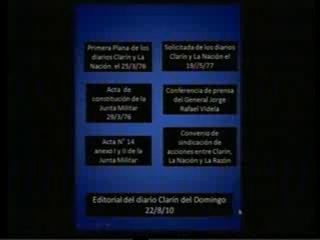 Primera Plana de los
diarios Clarín y La
Nación el 25/3/76
Solicitada de los diarios
Clarín y La Nación el
19//5/77
Acta de
constitución de la
Junta Militar
29/3/76
Conferencia de prensa
del General Jorge
Rafael Videla
Acta N° 14
anexo I y II de la
Junta Militar
Convenio de
sindicación de
acciones entre Clarín,
La Nación y La Razón
Editorial del diario Clarín del Domingo
22/8/10